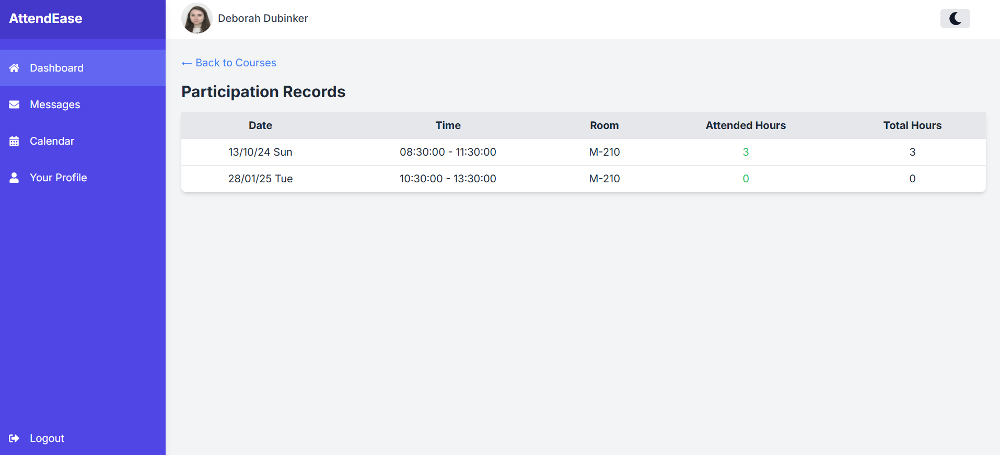 AttendEase
Deborah Dubinker
Dashboard
Messages
Calendar
Your Profile
Logout
← Back to Courses
Participation Records
Date Time Room Attended Hours Total Hours
13/10/24 Sun 08:30:00 - 11:30:00 M-210 3 3
28/01/25 Tue 10:30:00 - 13:30:00 M-210 0 0